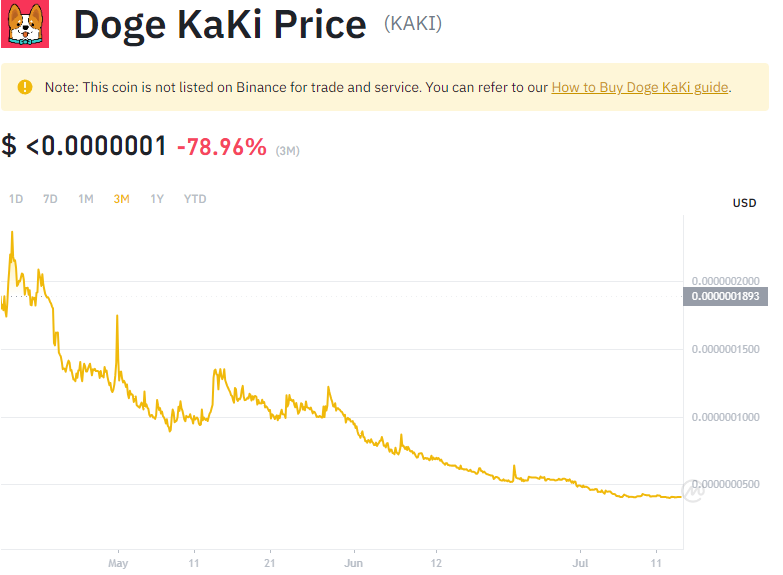 Doge KaKi Price (KAKI)
Note: This coin is not listed on Binance for trade and service. You can refer to our How to Buy Doge KaKi guide.
$ <0.0000001 -78.96% (3M)
1D 7D 1M 3M 1Y YTD
USD
0.0000002000
0.0000001893
0.0000001500
0.0000001000
0.0000000500
May 11 21 Jun 12 Jul 11